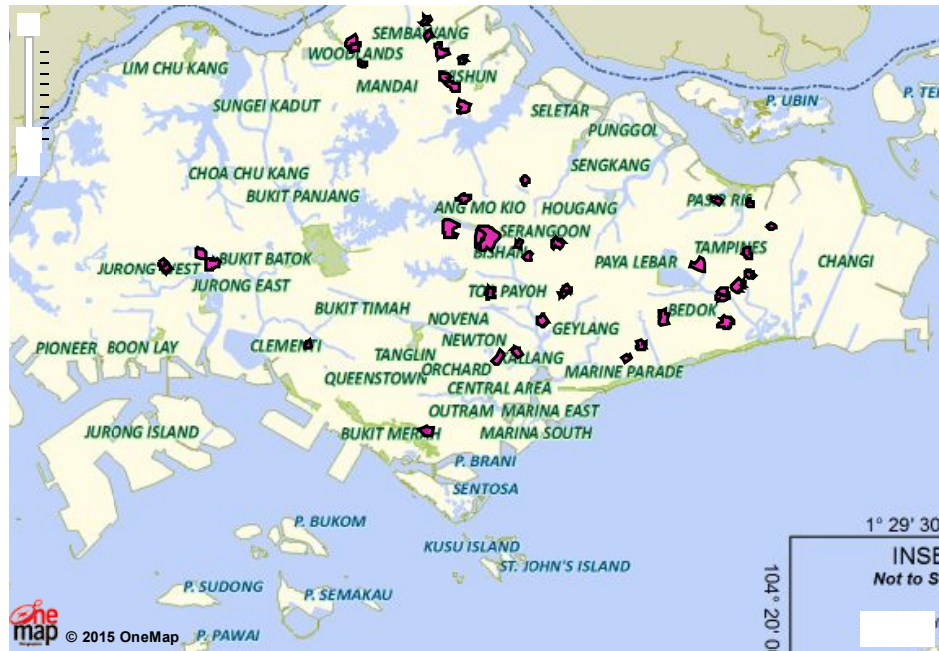 SEMBAWANG
WOODLANDS
LIM CHU KANG
YISHUN
MANDAI
SUNGEI KADUT
SELETAR
P. UBIN
PUNGGOL
SENGKANG
CHOA CHU KANG
BUKIT PANJANG
PASIR RIS
ANG MO KIO
HOUGANG
SERANGOON
BISHAN
TAMPINES
BUKIT BATOK
PAYA LEBAR
CHANGI
JURONG WEST
JURONG EAST
TOA PAYOH
BUKIT TIMAH
BEDOK
NOVENA
GEYLANG
NEWTON
PIONEER
BOON LAY
CLEMENTI
TANGLIN
KALLANG
ORCHARD
MARINE PARADE
QUEENSTOWN
CENTRAL AREA
OUTRAM
MARINA EAST
JURONG ISLAND
BUKIT MERAH
MARINA SOUTH
P. BRANI
SENTOSA
P. BUKOM
1° 29' 30
KUSU ISLAND
INSE
ST. JOHN'S ISLAND
Not to S
104° 20' 0
P. SUDONG
P. SEMAKAU
One
map
© 2015 OneMap
P. PAWAI